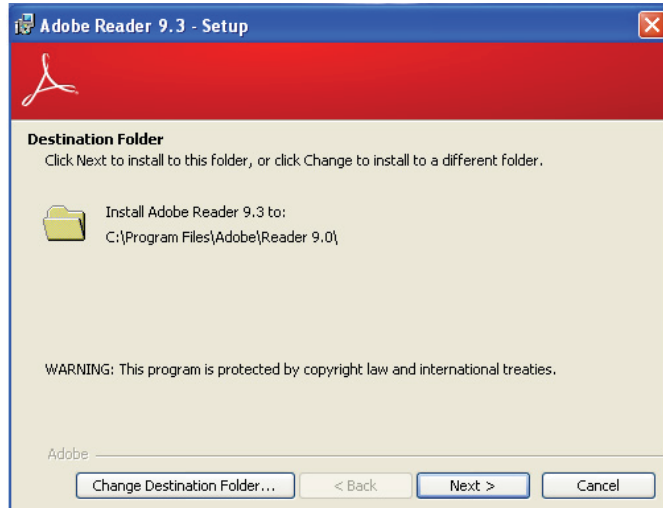 Adobe Reader 9.3 - Setup
Destination Folder
Click Next to install to this folder, or click Change to install to a different folder.
Install Adobe Reader 9.3 to:
C:\Program Files\Adobe\Reader 9.0\
WARNING: This program is protected by copyright law and international treaties.
Adobe
Change Destination Folder... < Back Next > Cancel